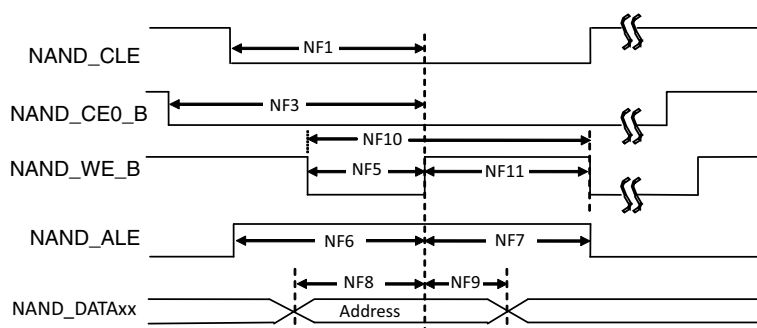 NAND_CLE
NF1
NAND_CE0_B
NF3
NF10
NAND_WE_B
NF5
NF11
NAND_ALE
NF6
NF7
NF8
NF9
NAND_DATAxx
Address